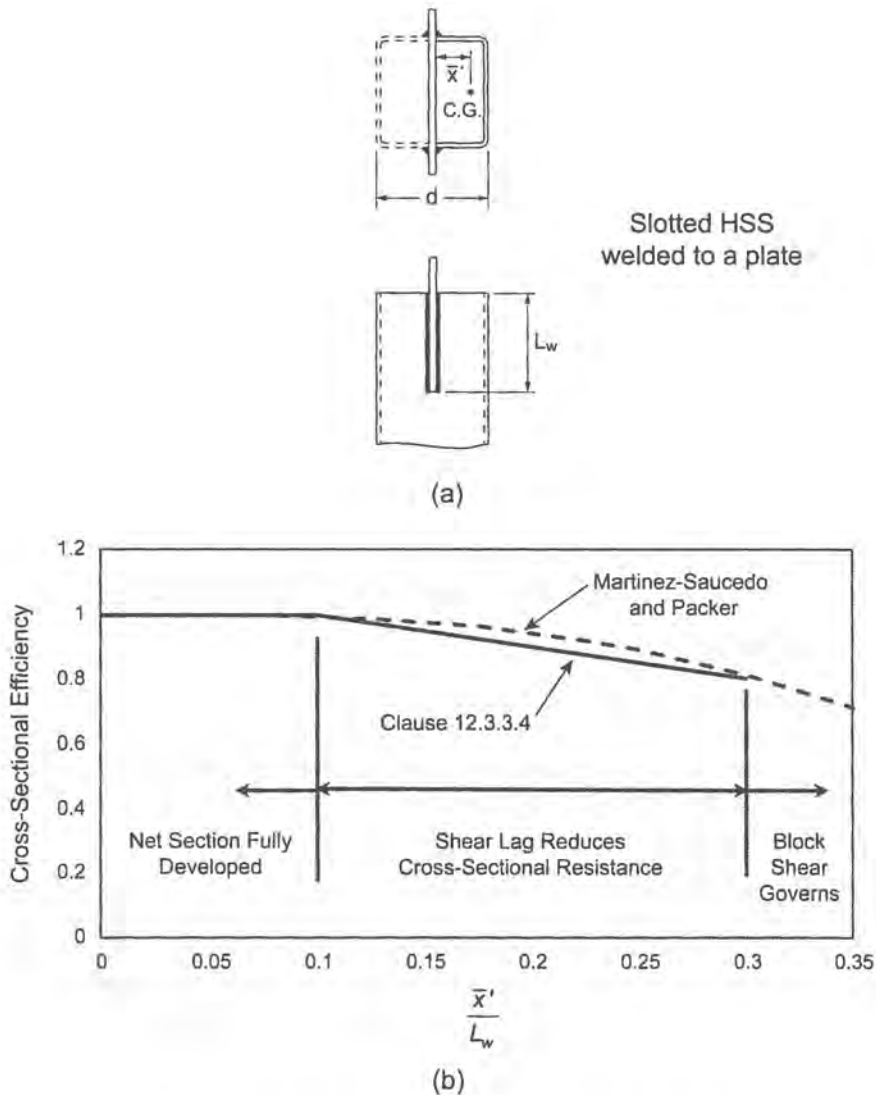 x̄'
C.G.
d
Slotted HSS
welded to a plate
Lw
(a)
Cross-Sectional Efficiency
1.2
1
0.8
0.6
0.4
0.2
0
Martinez-Saucedo
and Packer
Clause 12.3.3.4
Net Section Fully
Developed
Shear Lag Reduces
Cross-Sectional Resistance
Block
Shear
Governs
0 0.05 0.1 0.15 0.2 0.25 0.3 0.35
x̄'
Lw
(b)